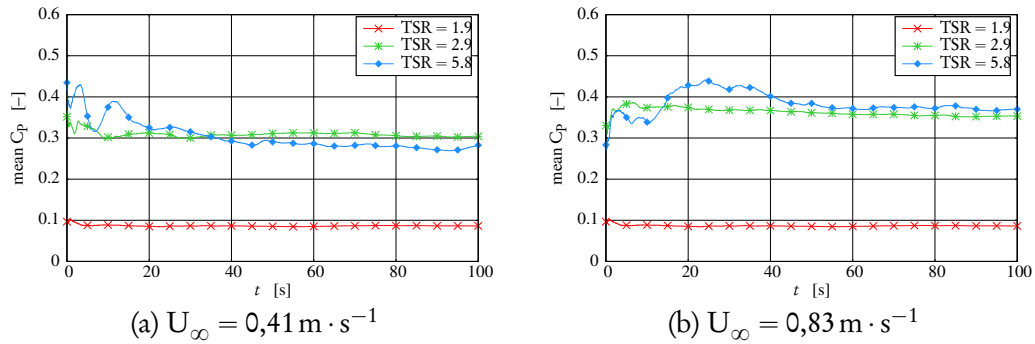 0.6
0.5
0.4
0.3
0.2
0.1
0
mean C_P [–]
TSR = 1.9
TSR = 2.9
TSR = 5.8
0 20 40 60 80 100
t [s]
(a) U∞ = 0,41 m · s⁻¹
0.6
0.5
0.4
0.3
0.2
0.1
0
mean C_P [–]
TSR = 1.9
TSR = 2.9
TSR = 5.8
0 20 40 60 80 100
t [s]
(b) U∞ = 0,83 m · s⁻¹